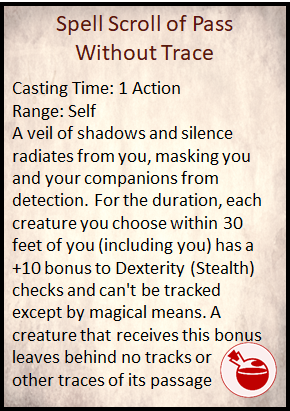 Spell Scroll of Pass
Without Trace
Casting Time: 1 Action
Range: Self
A veil of shadows and silence
radiates from you, masking you
and your companions from
detection. For the duration, each
creature you choose within 30
feet of you (including you) has a
+10 bonus to Dexterity (Stealth)
checks and can't be tracked
except by magical means. A
creature that receives this bonus
leaves behind no tracks or
other traces of its passage